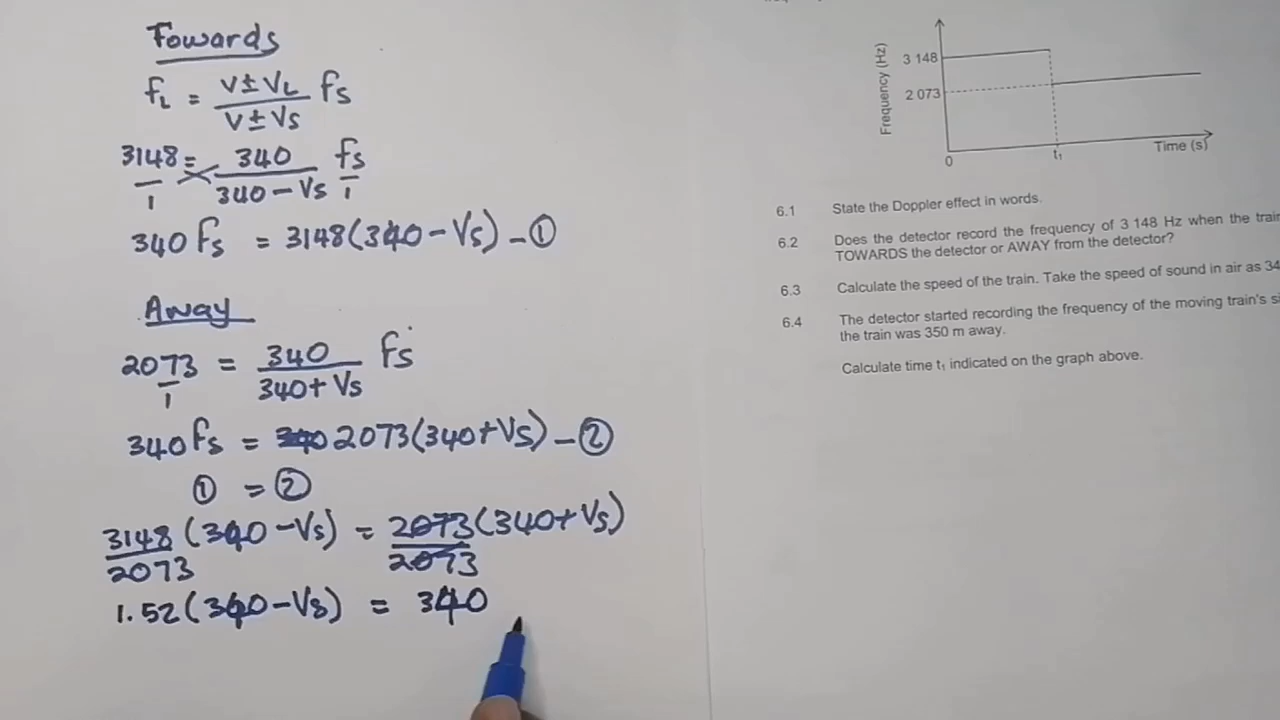 Towards
fL = V±VL / V±Vs fs
3148/1 = 340 / 340-Vs fs/1
340fs = 3148(340-Vs) - ①
Away
2073/1 = 340 / 340+Vs fs
340fs = 2073(340+Vs) - ②
① = ②
3148/2073 (340-Vs) = 2073/2073 (340+Vs)
1.52(340-Vs) = 340
Frequency (Hz)
3 148
2 073
0
t1
Time (s)
6.1 State the Doppler effect in words.
6.2 Does the detector record the frequency of 3 148 Hz when the
TOWARDS the detector or AWAY from the detector?
6.3 Calculate the speed of the train. Take the speed of sound in air as
6.4 The detector started recording the frequency of the moving train's
the train was 350 m away.
Calculate time t1 indicated on the graph above.